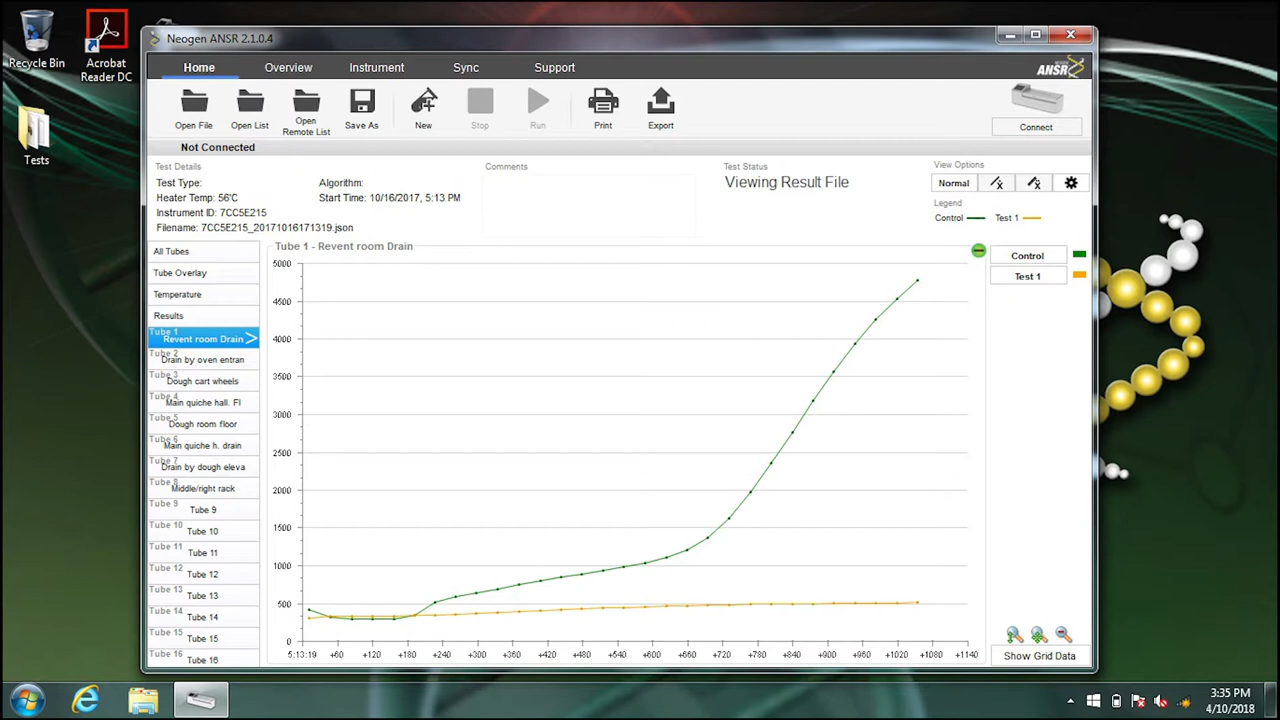 Recycle Bin
Acrobat
Reader DC
Tests
Neogen ANSR 2.1.0.4
Home
Overview
Instrument
Sync
Support
ANSR
Open File
Open List
Open
Remote List
Save As
New
Stop
Run
Print
Export
Connect
Not Connected
Test Details
Test Type:
Algorithm:
Heater Temp: 56°C
Start Time: 10/16/2017, 5:13 PM
Instrument ID: 7CC5E215
Filename: 7CC5E215_20171016171319.json
Comments
Test Status
Viewing Result File
View Options
Normal
Legend
Control
Test 1
All Tubes
Tube Overlay
Temperature
Results
Tube 1
Revent room Drain
Tube 2
Drain by oven entran
Tube 3
Dough cart wheels
Tube 4
Main quiche hall. Fl
Tube 5
Dough room floor
Tube 6
Main quiche h. drain
Tube 7
Drain by dough eleva
Tube 8
Middle/right rack
Tube 9
Tube 9
Tube 10
Tube 10
Tube 11
Tube 11
Tube 12
Tube 12
Tube 13
Tube 13
Tube 14
Tube 14
Tube 15
Tube 15
Tube 16
Tube 16
Tube 1 - Revent room Drain
5000
4500
4000
3500
3000
2500
2000
1500
1000
500
0
5:13:19 +60 +120 +180 +240 +300 +360 +420 +480 +540 +600 +660 +720 +780 +840 +900 +960 +1020 +1080 +1140
Control
Test 1
Show Grid Data
3:35 PM
4/10/2018